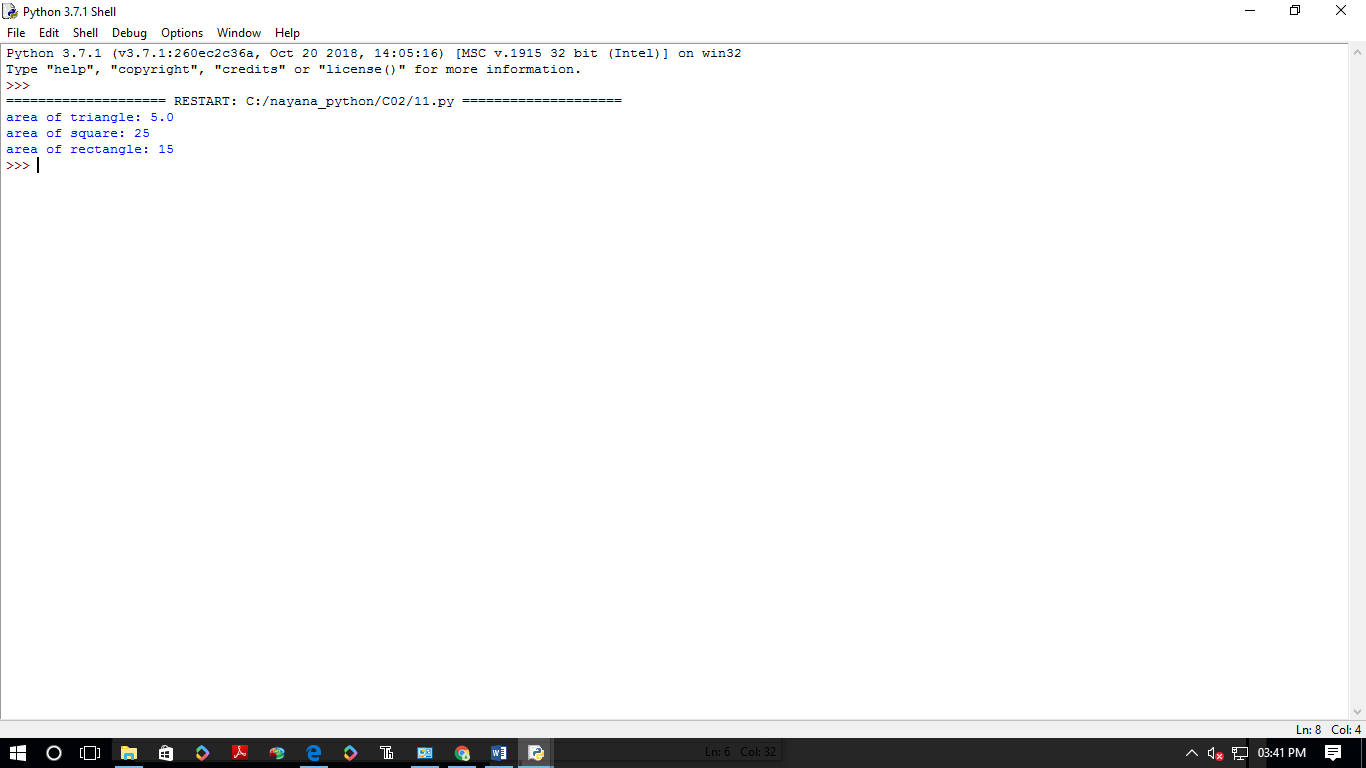 Python 3.7.1 Shell
File Edit Shell Debug Options Window Help
Python 3.7.1 (v3.7.1:260ec2c36a, Oct 20 2018, 14:05:16) [MSC v.1915 32 bit (Intel)] on win32
Type "help", "copyright", "credits" or "license()" for more information.
>>>
==================== RESTART: C:/nayana_python/C02/11.py ====================
area of triangle: 5.0
area of square: 25
area of rectangle: 15
>>>
Ln: 8 Col: 4
Ln: 6 Col: 32
03:41 PM